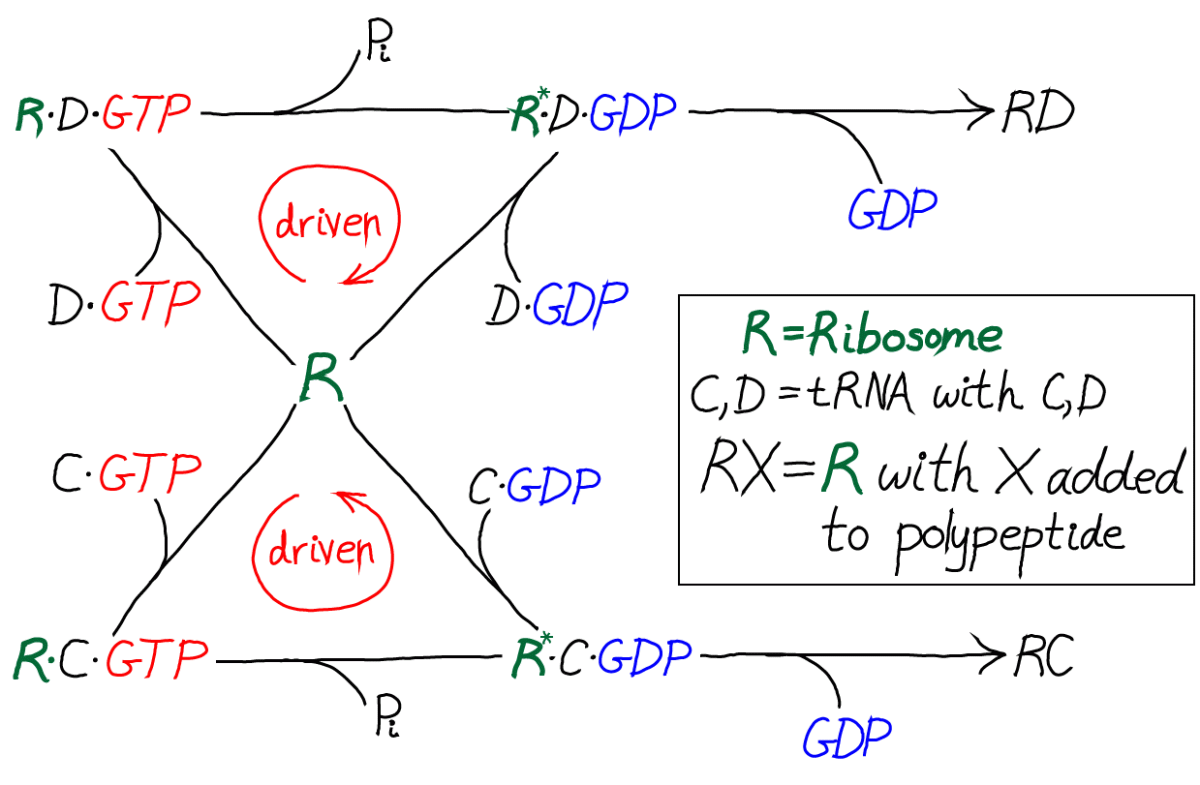 Pi
R·D·GTP
R*·D·GDP
RD
driven
GDP
D·GTP
D·GDP
R
R=Ribosome
C,D=tRNA with C,D
RX=R with X added
to polypeptide
C·GTP
C·GDP
driven
R·C·GTP
R*·C·GDP
RC
Pi
GDP